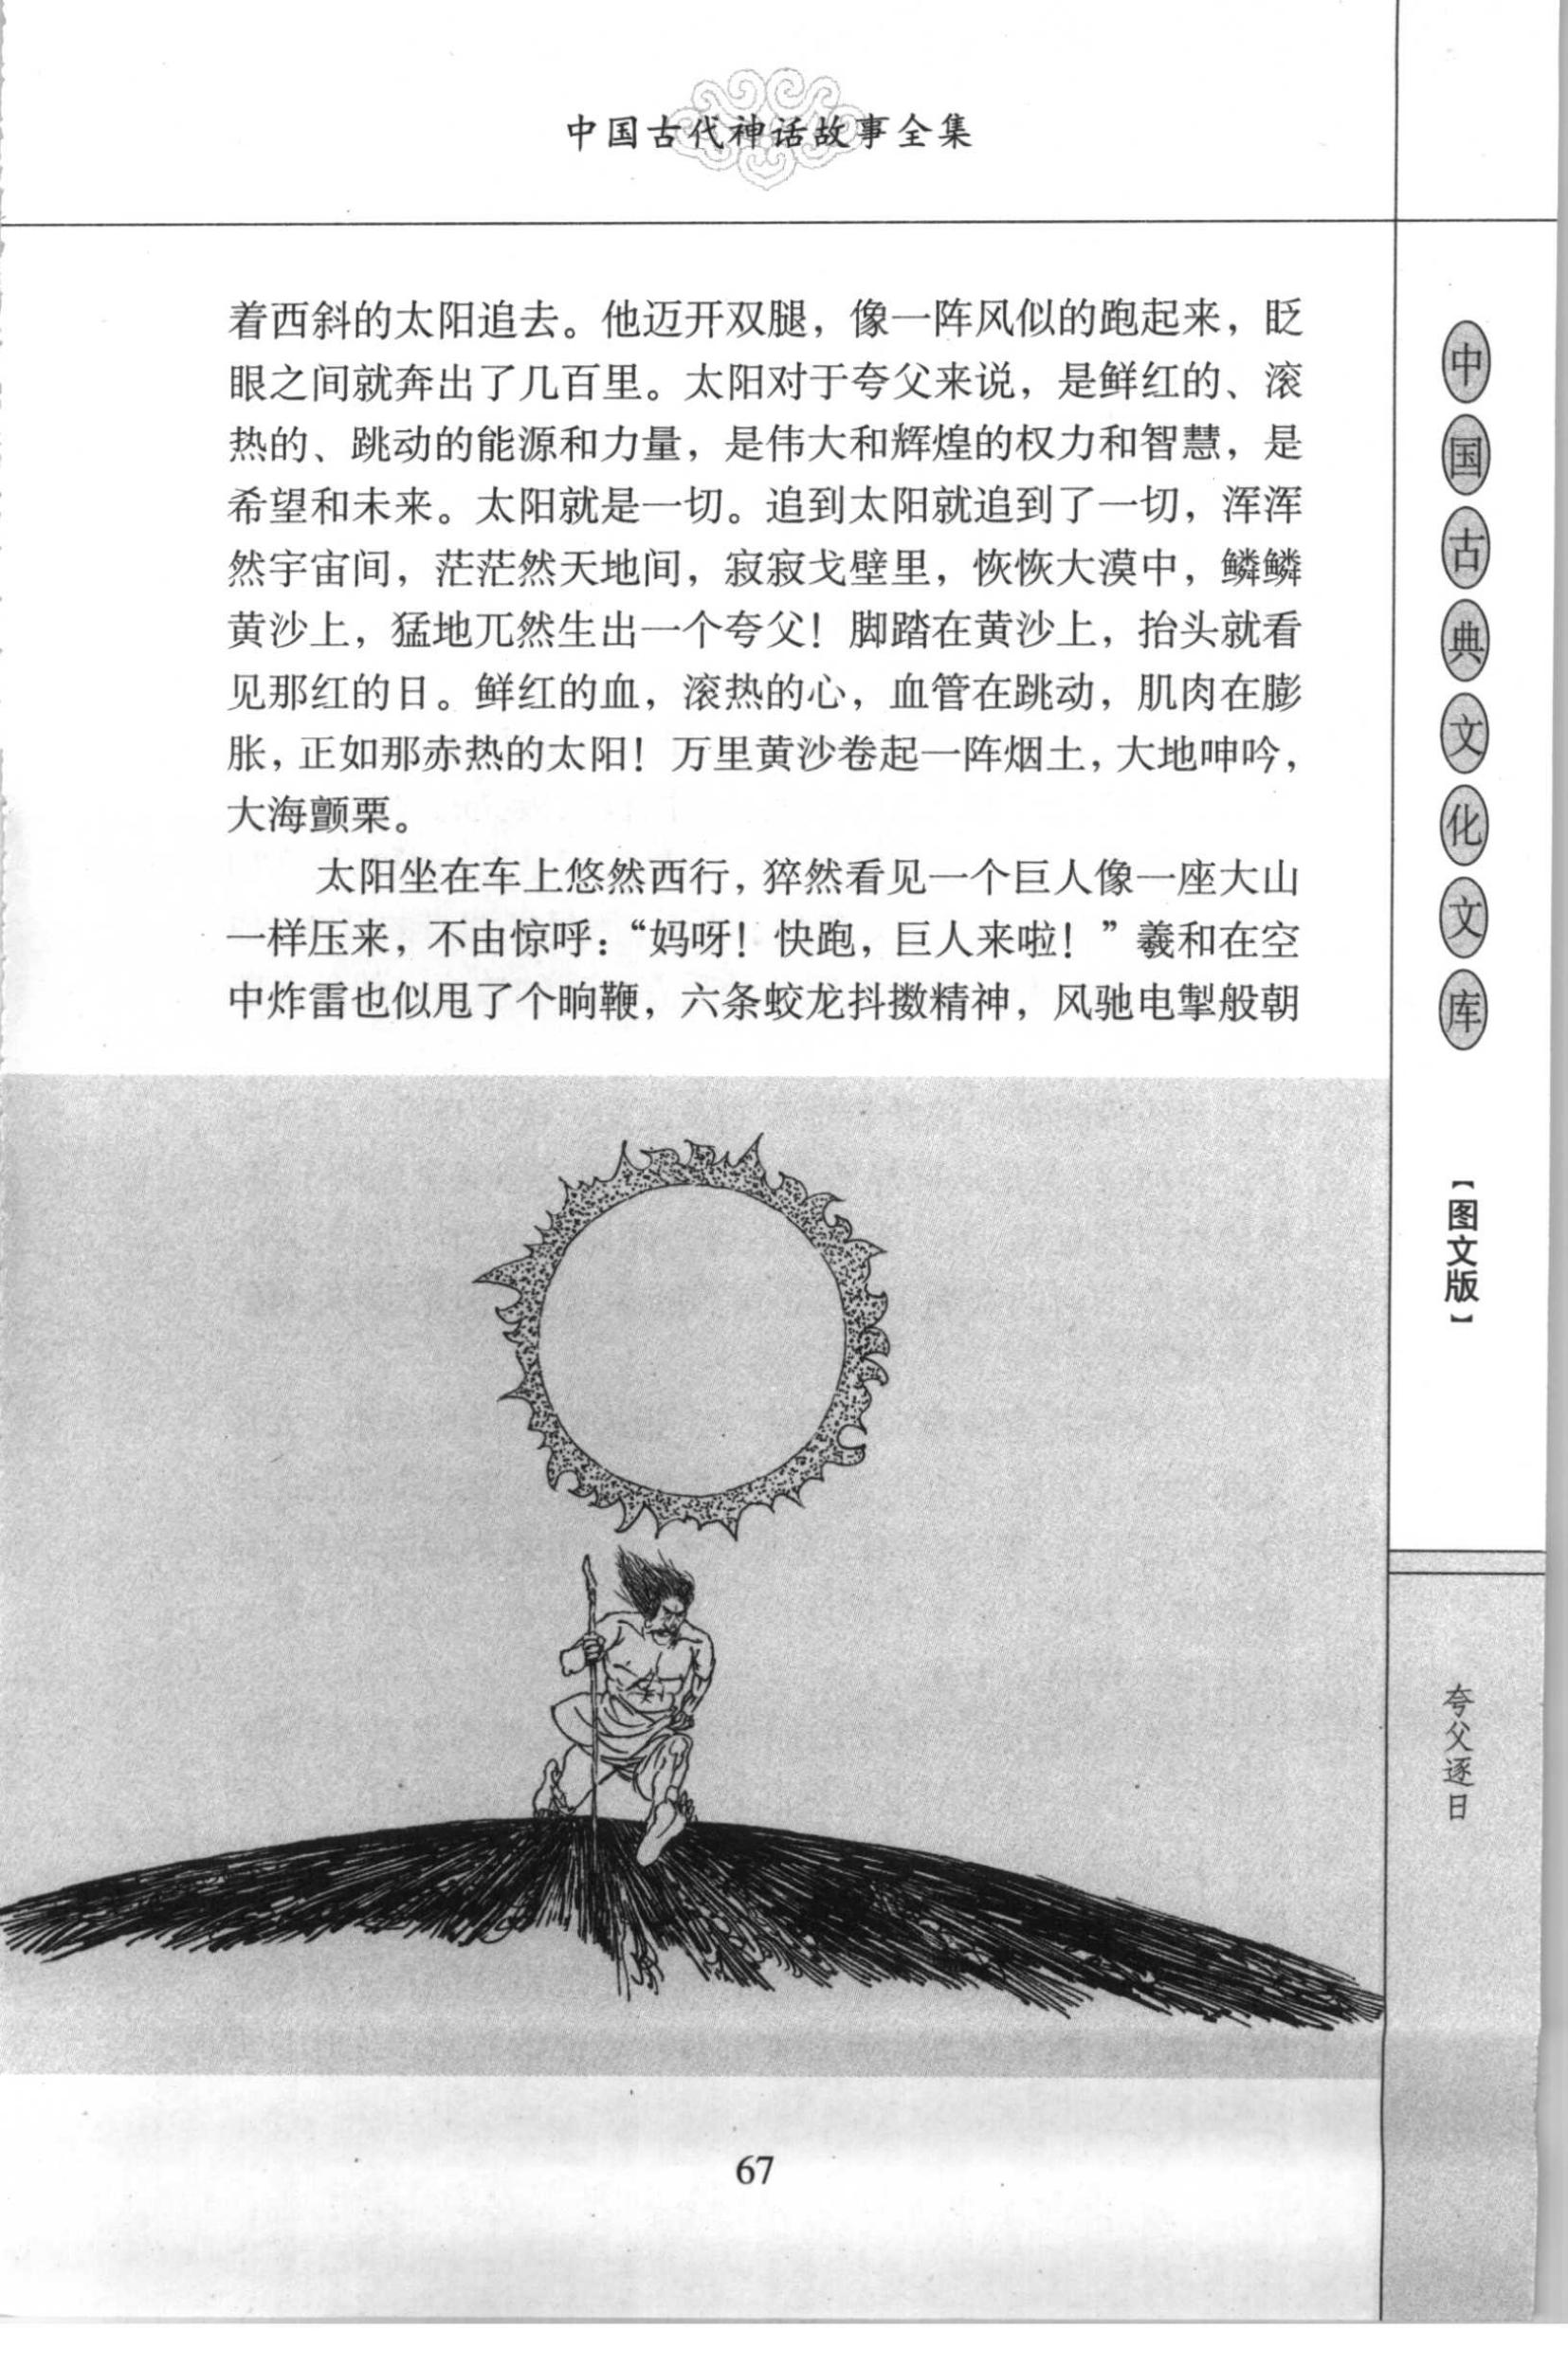 中国古代神话故事全集
着西斜的太阳追去。他迈开双腿，像一阵风似的跑起来，眨
眼之间就奔出了几百里。太阳对于夸父来说，是鲜红的、滚
热的、跳动的能源和力量，是伟大和辉煌的权力和智慧，是
希望和未来。太阳就是一切。追到太阳就追到了一切，浑浑
然宇宙间，茫茫然天地间，寂寂戈壁里，恢恢大漠中，鳞鳞
黄沙上，猛地兀然生出一个夸父！脚踏在黄沙上，抬头就看
见那红的日。鲜红的血，滚热的心，血管在跳动，肌肉在膨
胀，正如那赤热的太阳！万里黄沙卷起一阵烟土，大地呻吟，
大海颤栗。
太阳坐在车上悠然西行，猝然看见一个巨人像一座大山
一样压来，不由惊呼：“妈呀！快跑，巨人来啦！”羲和在空
中炸雷也似甩了个响鞭，六条蛟龙抖擞精神，风驰电掣般朝
中国古典文化文库
【图文版】
夸父逐日
67